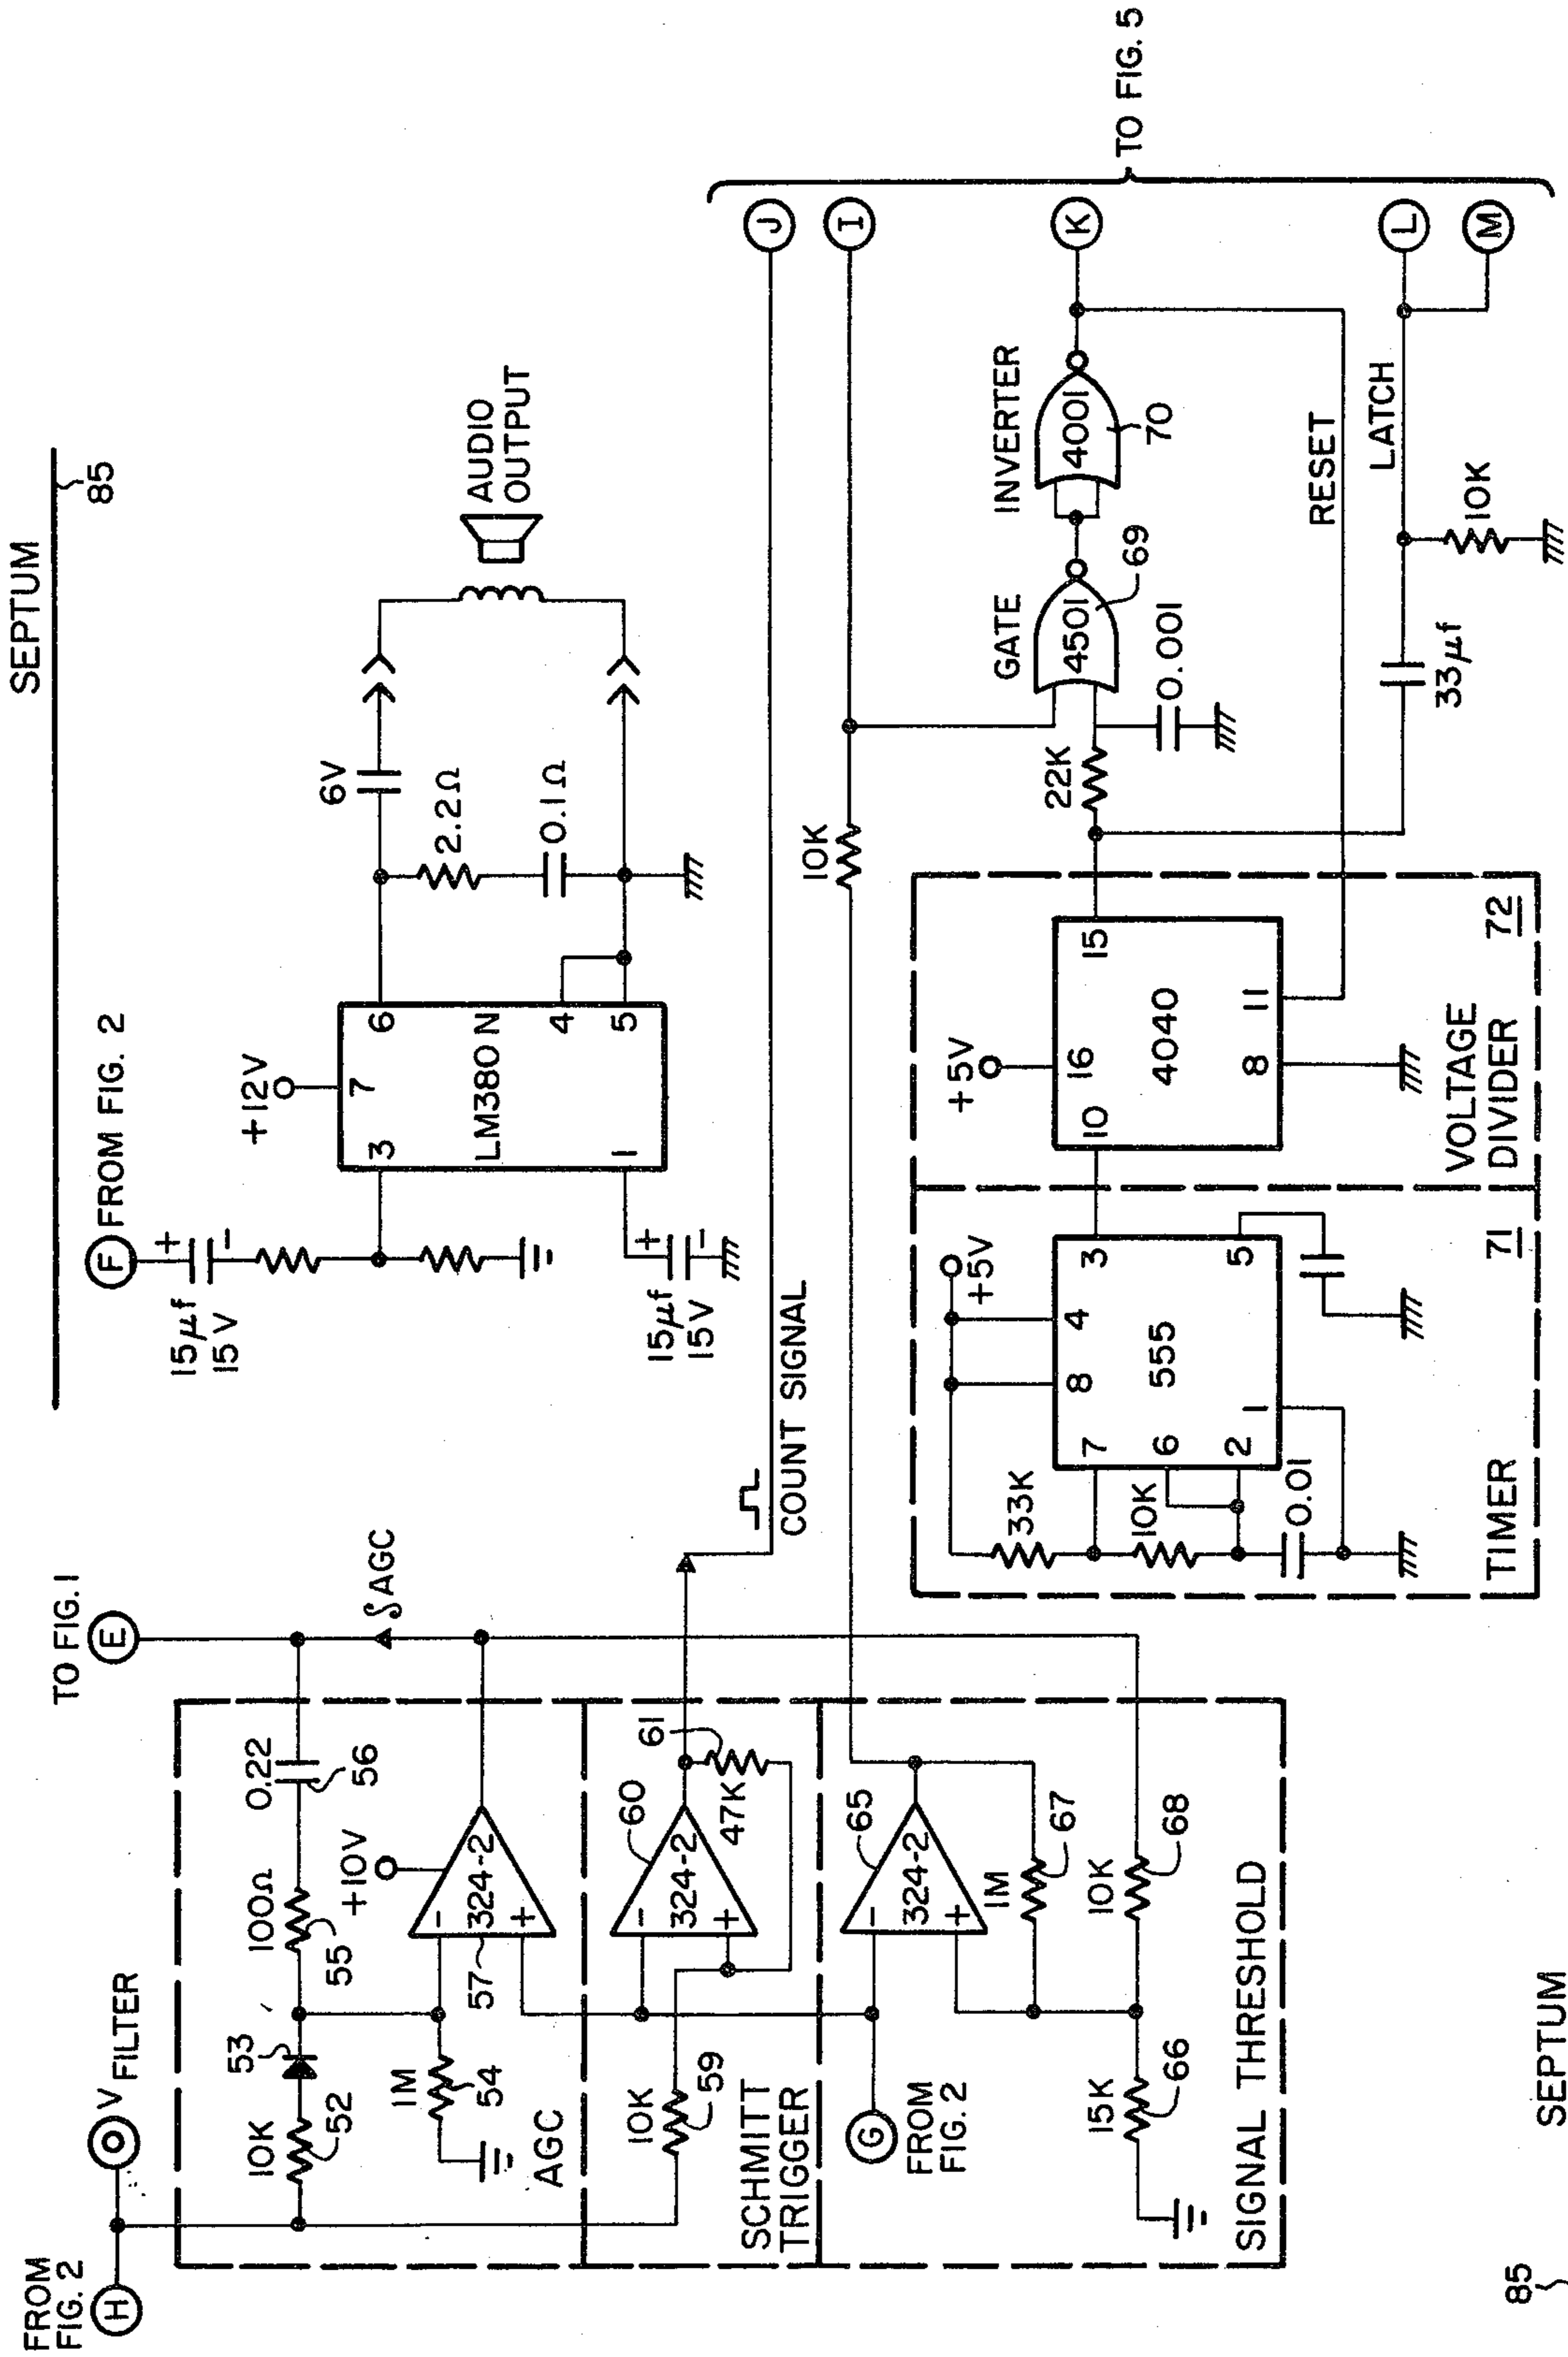 SEPTUM
85
F FROM FIG. 2
15µf
15V
+
-
+12V
3
7
6
LM380N
4
1
5
15µf
15V
+
-
6V
2.2Ω
0.1Ω
AUDIO
OUTPUT
FROM
FIG. 2
H
V FILTER
TO FIG. 1
E
AGC
10K
52
53
100Ω
55
0.22
56
+10V
1M
54
-
324-2
+
57
AGC
10K
59
-
324-2
+
60
61
47K
SCHMITT
TRIGGER
COUNT SIGNAL
G
FROM
FIG. 2
-
324-2
+
65
1M
67
15K
66
10K
68
SIGNAL THRESHOLD
J
I
K
L
M
TO FIG. 5
10K
GATE
4501
69
INVERTER
4001
70
22K
0.001
RESET
LATCH
33µf
10K
+5V
33K
10K
0.01
7
8
4
3
6
555
2
1
5
TIMER
71
+5V
10
16
15
4040
8
11
VOLTAGE
DIVIDER
72
85
SEPTUM